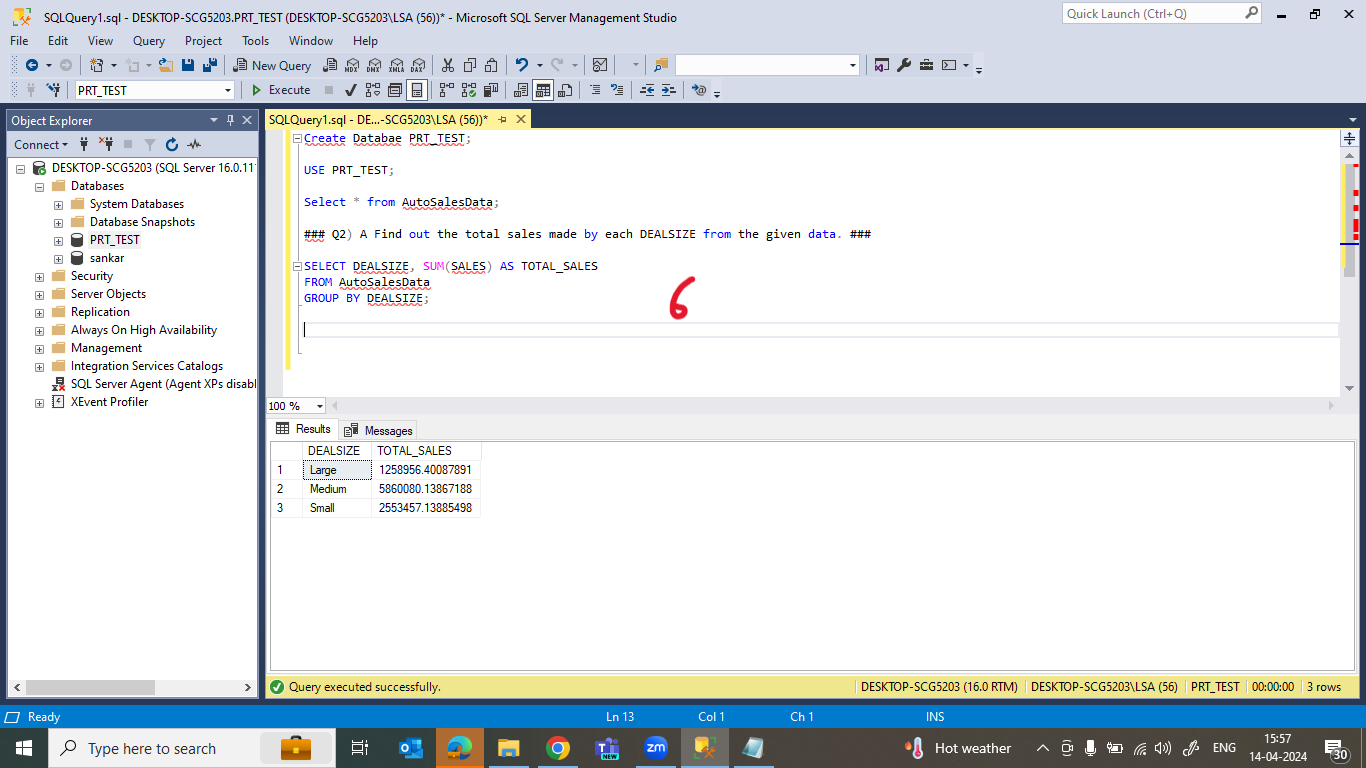 SQLQuery1.sql - DESKTOP-SCG5203.PRT_TEST (DESKTOP-SCG5203\LSA (56))* - Microsoft SQL Server Management Studio
Quick Launch (Ctrl+Q)
File Edit View Query Project Tools Window Help
New Query MDX DMX XMLA DAX
PRT_TEST Execute
Object Explorer
SQLQuery1.sql - DE...-SCG5203\LSA (56))*
Connect
DESKTOP-SCG5203 (SQL Server 16.0.11
Databases
System Databases
Database Snapshots
PRT_TEST
sankar
Security
Server Objects
Replication
Always On High Availability
Management
Integration Services Catalogs
SQL Server Agent (Agent XPs disabl
XEvent Profiler
Create Databae PRT_TEST;
USE PRT_TEST;
Select * from AutoSalesData;
### Q2) A Find out the total sales made by each DEALSIZE from the given data. ###
SELECT DEALSIZE, SUM(SALES) AS TOTAL_SALES
FROM AutoSalesData
GROUP BY DEALSIZE;
6
100 %
Results Messages
DEALSIZE TOTAL_SALES
1 Large 1258956.40087891
2 Medium 5860080.13867188
3 Small 2553457.13885498
Query executed successfully. DESKTOP-SCG5203 (16.0 RTM) DESKTOP-SCG5203\LSA (56) PRT_TEST 00:00:00 3 rows
Ready Ln 13 Col 1 Ch 1 INS
Type here to search NEW zm Hot weather ENG 15:57
14-04-2024 30